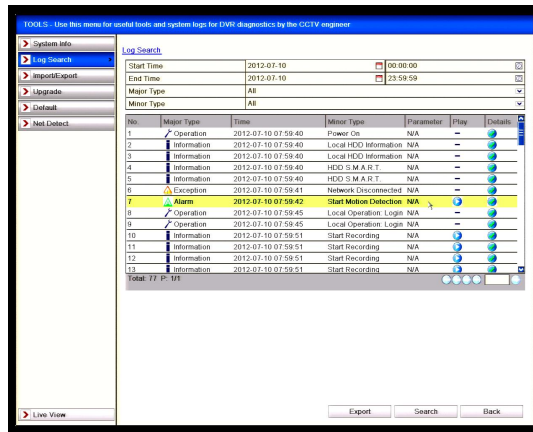 TOOLS - Use this menu for useful tools and system logs for DVR diagnostics by the CCTV engineer
System Info
Log Search
Import/Export
Upgrade
Default
Net Detect
Live View
Log Search
Start Time 2012-07-10 00:00:00
End Time 2012-07-10 23:59:59
Major Type All
Minor Type All
No. Major Type Time Minor Type Parameter Play Details
1 Operation 2012-07-10 07:59:40 Power On N/A –
2 Information 2012-07-10 07:59:40 Local HDD Information N/A –
3 Information 2012-07-10 07:59:40 Local HDD Information N/A –
4 Information 2012-07-10 07:59:40 HDD S.M.A.R.T. N/A –
5 Information 2012-07-10 07:59:40 HDD S.M.A.R.T. N/A –
6 Exception 2012-07-10 07:59:41 Network Disconnected N/A –
7 Alarm 2012-07-10 07:59:42 Start Motion Detection N/A
8 Operation 2012-07-10 07:59:45 Local Operation: Login N/A –
9 Operation 2012-07-10 07:59:45 Local Operation: Login N/A –
10 Information 2012-07-10 07:59:51 Start Recording N/A
11 Information 2012-07-10 07:59:51 Start Recording N/A
12 Information 2012-07-10 07:59:51 Start Recording N/A
13 Information 2012-07-10 07:59:51 Start Recording N/A
Total: 77 P: 1/1
Export Search Back